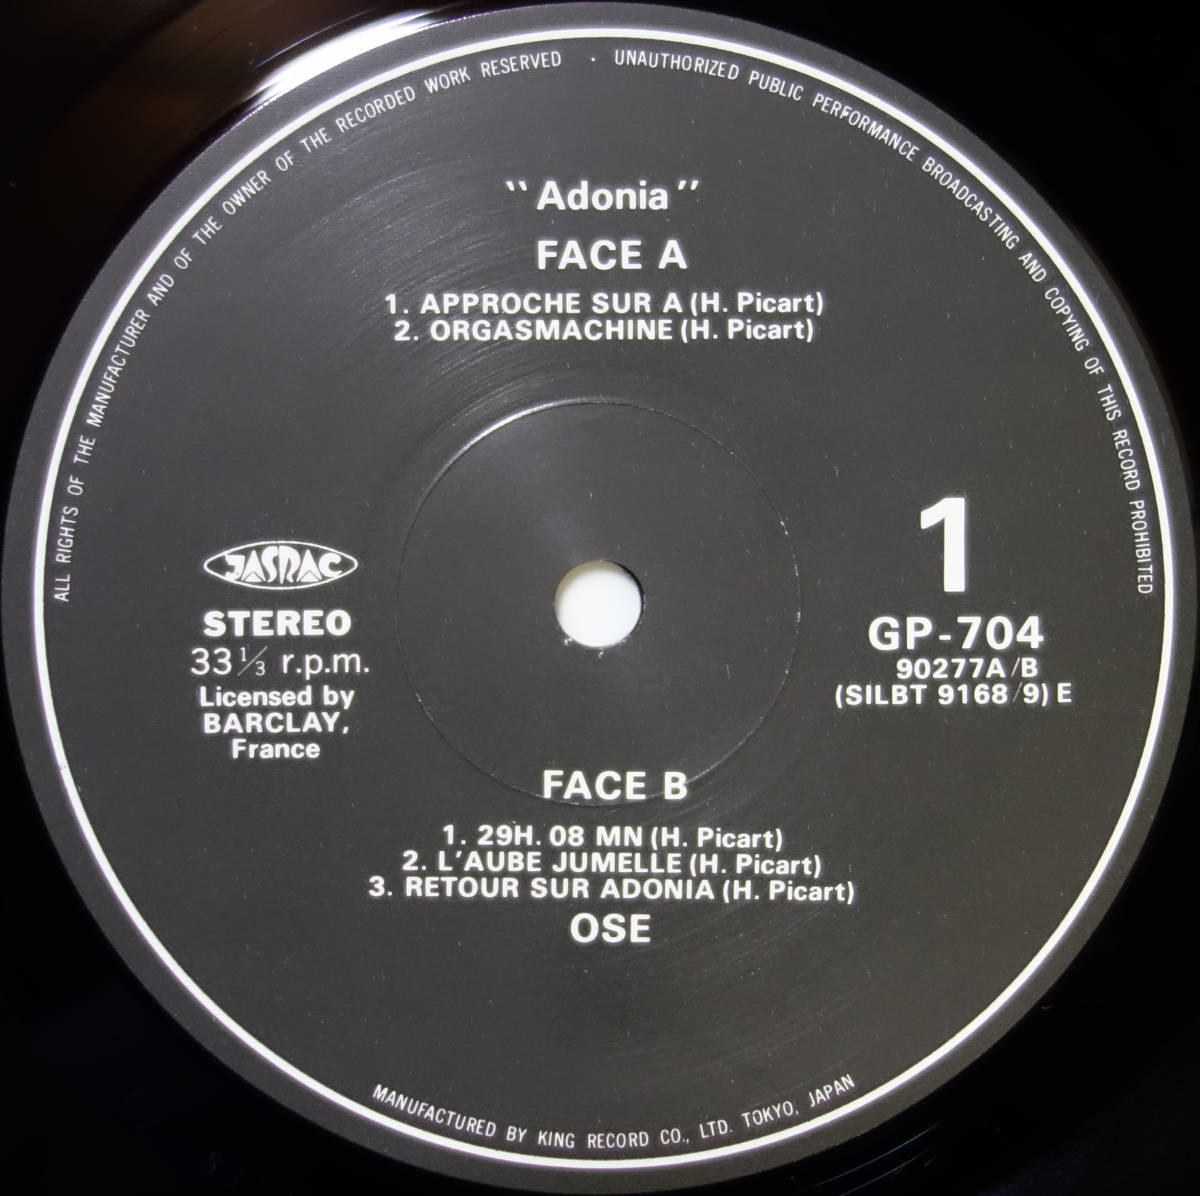 ALL RIGHTS OF THE MANUFACTURER AND OF THE OWNER OF THE RECORDED WORK RESERVED · UNAUTHORIZED PUBLIC PERFORMANCE BROADCASTING AND COPYING OF THIS RECORD PROHIBITED
"Adonia"
FACE A
1. APPROCHE SUR A (H. Picart)
2. ORGASMACHINE (H. Picart)
JASRAC
STEREO
33 1/3 r.p.m.
Licensed by
BARCLAY,
France
1
GP-704
90277A/B
(SILBT 9168/9) E
FACE B
1. 29H. 08 MN (H. Picart)
2. L'AUBE JUMELLE (H. Picart)
3. RETOUR SUR ADONIA (H. Picart)
OSE
MANUFACTURED BY KING RECORD CO., LTD. TOKYO, JAPAN